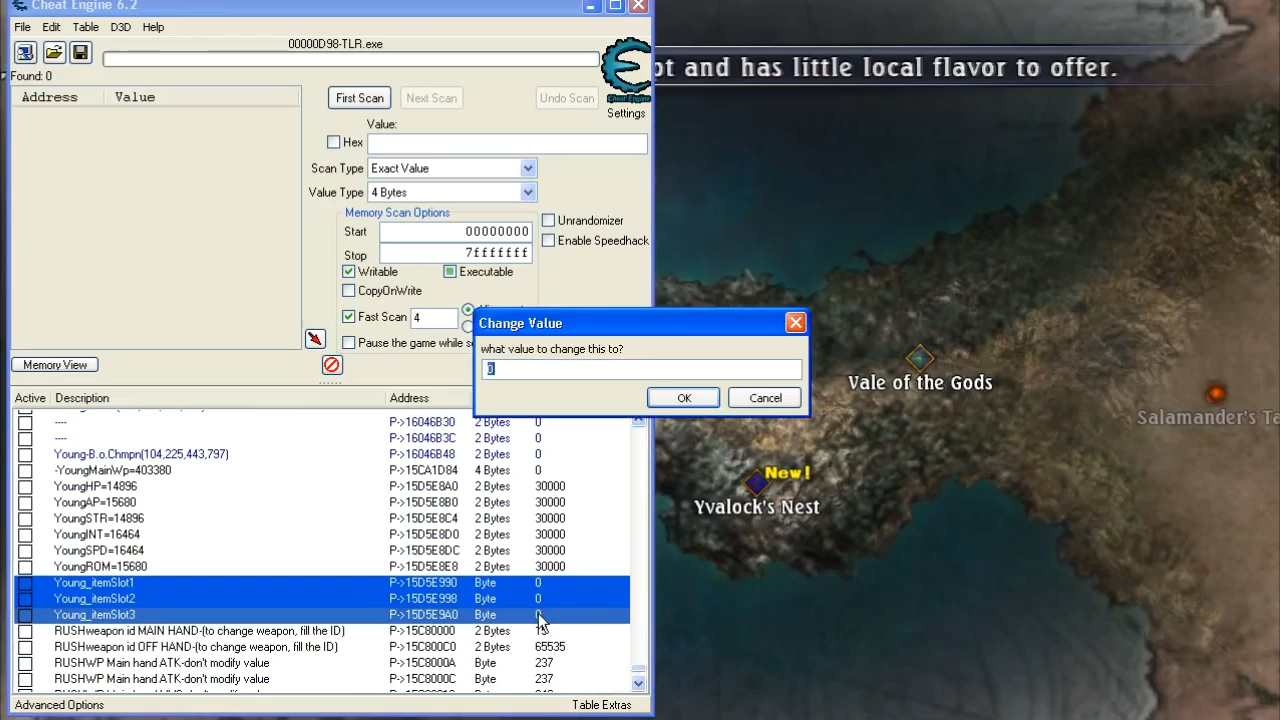 Cheat Engine 6.2
File Edit Table D3D Help
00000D98-TLR.exe
Found: 0
Address Value
First Scan Next Scan Undo Scan
Cheat Engine
Settings
Value:
Hex
Scan Type Exact Value
Value Type 4 Bytes
Memory Scan Options
Start 00000000
Stop 7fffffff
Unrandomizer
Enable Speedhack
Writable Executable
CopyOnWrite
Fast Scan 4
Pause the game while
Memory View
Change Value
what value to change this to?
0
OK Cancel
Active Description Address
---- P->16046B30 2 Bytes 0
---- P->16046B3C 2 Bytes 0
Young-B.o.Chmpn(104,225,443,797) P->16046B48 2 Bytes 0
-YoungMainWp=403380 P->15CA1D84 4 Bytes 0
YoungHP=14896 P->15D5E8A0 2 Bytes 30000
YoungAP=15680 P->15D5E8B0 2 Bytes 30000
YoungSTR=14896 P->15D5E8C4 2 Bytes 30000
YoungINT=16464 P->15D5E8D0 2 Bytes 30000
YoungSPD=16464 P->15D5E8DC 2 Bytes 30000
YoungROM=15680 P->15D5E8E8 2 Bytes 30000
Young_itemSlot1 P->15D5E990 Byte 0
Young_itemSlot2 P->15D5E998 Byte 0
Young_itemSlot3 P->15D5E9A0 Byte 0
RUSHweapon id MAIN HAND-(to change weapon, fill the ID) P->15C80000 2 Bytes
RUSHweapon id OFF HAND-(to change weapon, fill the ID) P->15C800C0 2 Bytes 65535
RUSHWP Main hand ATK-don't modify value P->15C8000A Byte 237
RUSHWP Main hand ATK-don't modify value P->15C80000 2 Bytes 237
Advanced Options Table Extras
ot and has little local flavor to offer.
Vale of the Gods
Salamander's Ta
New!
Yvalock's Nest